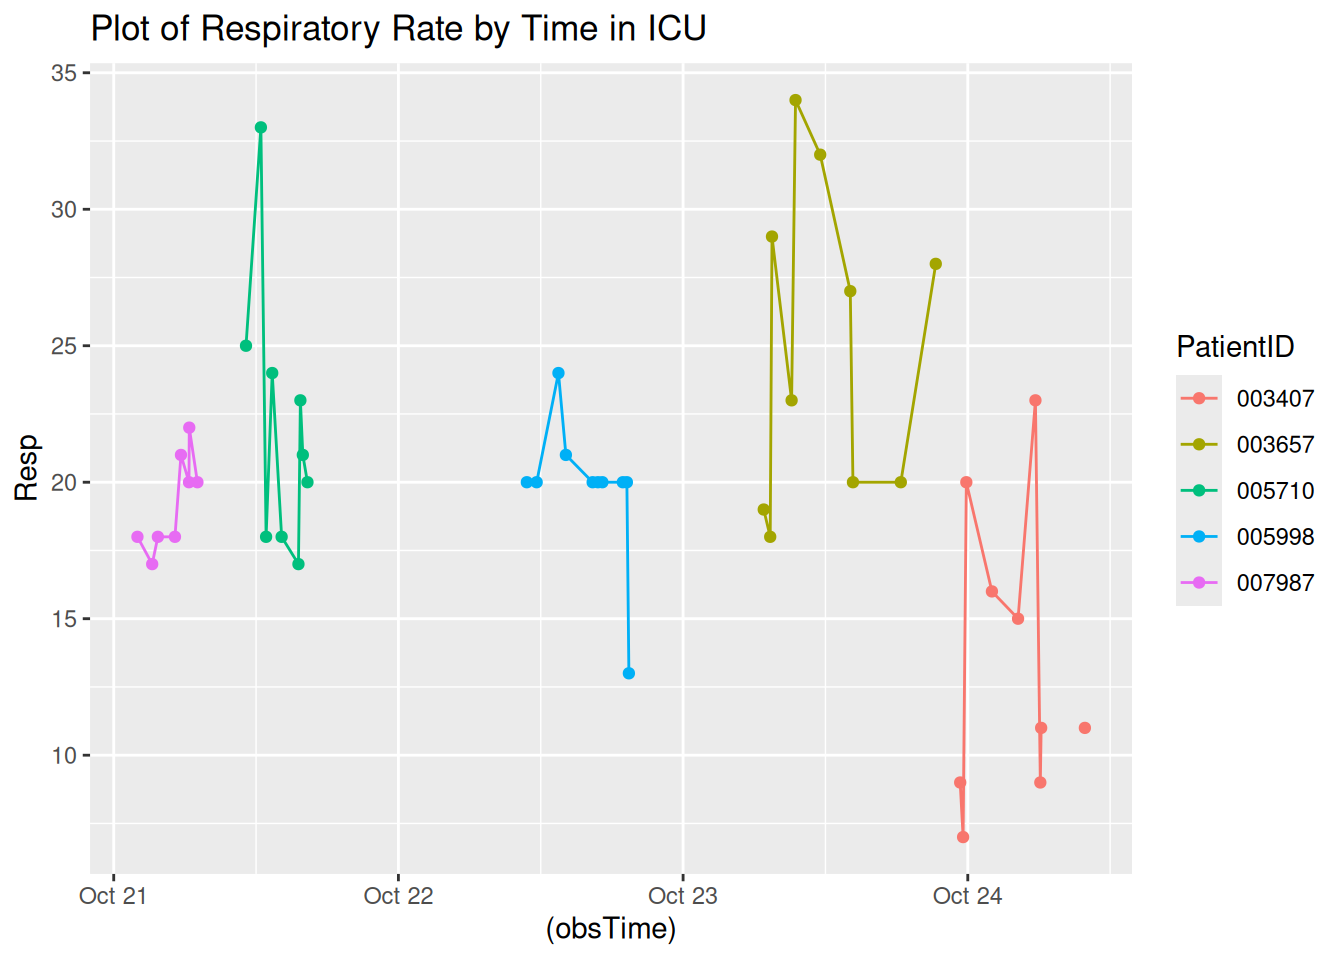 Plot of Respiratory Rate by Time in ICU
Resp
35
30
25
20
15
10
Oct 21
Oct 22
Oct 23
Oct 24
(obsTime)
PatientID
003407
003657
005710
005998
007987